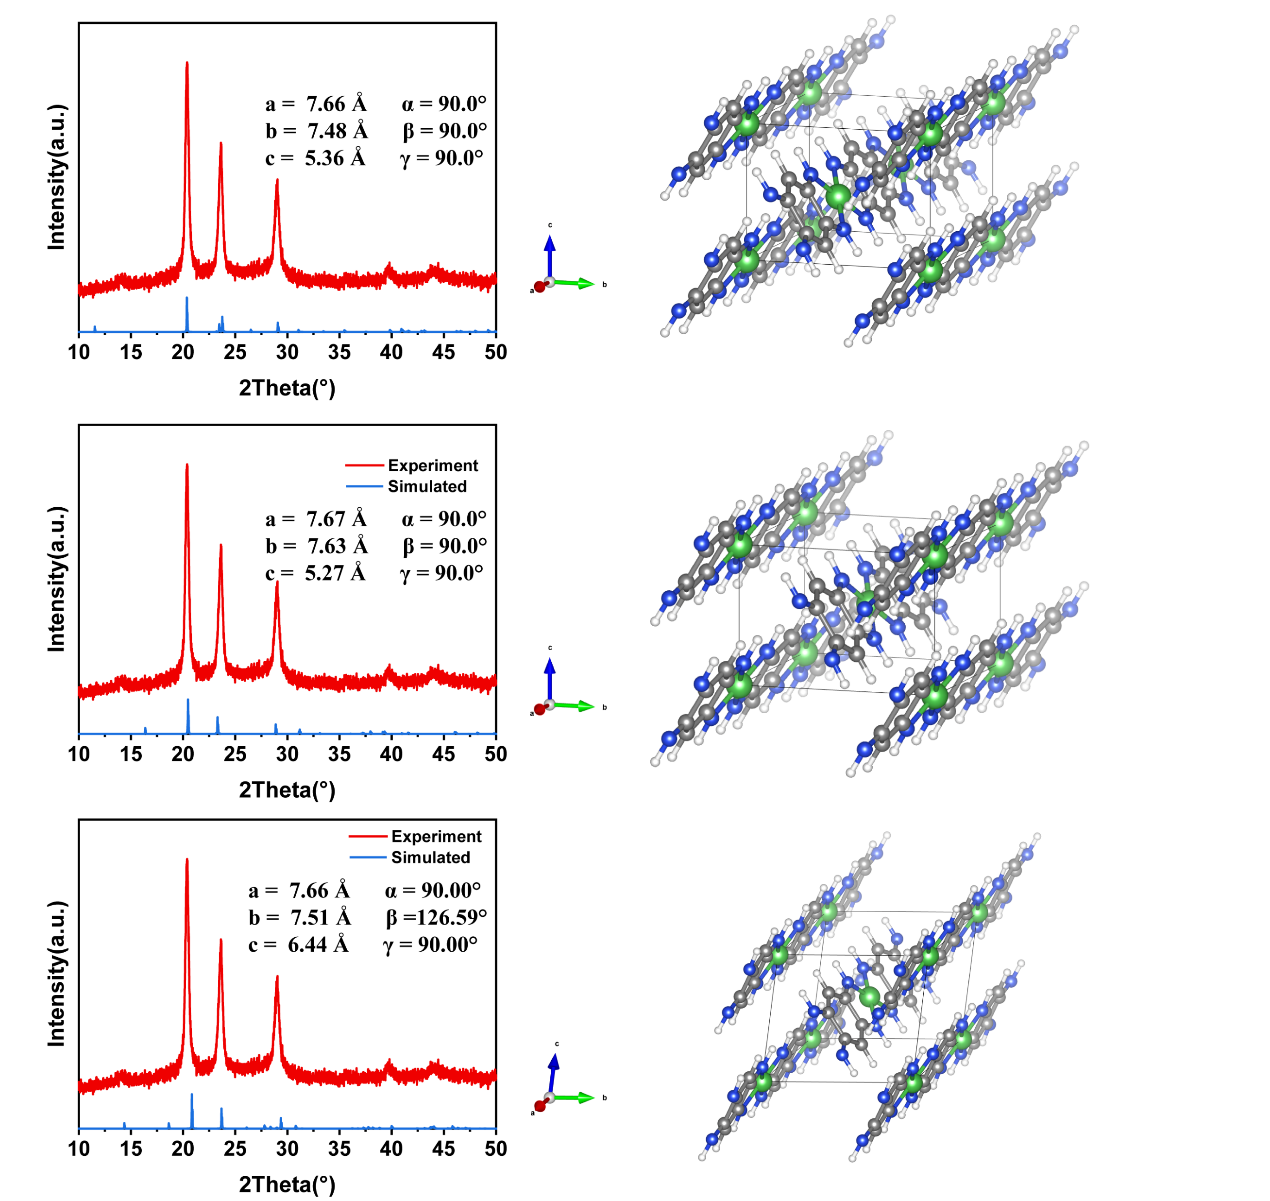 Intensity(a.u.)
a = 7.66 Å α = 90.0°
b = 7.48 Å β = 90.0°
c = 5.36 Å γ = 90.0°
10 15 20 25 30 35 40 45 50
2Theta(°)
c
a
b
Intensity(a.u.)
Experiment
Simulated
a = 7.67 Å α = 90.0°
b = 7.63 Å β = 90.0°
c = 5.27 Å γ = 90.0°
10 15 20 25 30 35 40 45 50
2Theta(°)
c
a
b
Intensity(a.u.)
Experiment
Simulated
a = 7.66 Å α = 90.00°
b = 7.51 Å β =126.59°
c = 6.44 Å γ = 90.00°
10 15 20 25 30 35 40 45 50
2Theta(°)
c
a
b